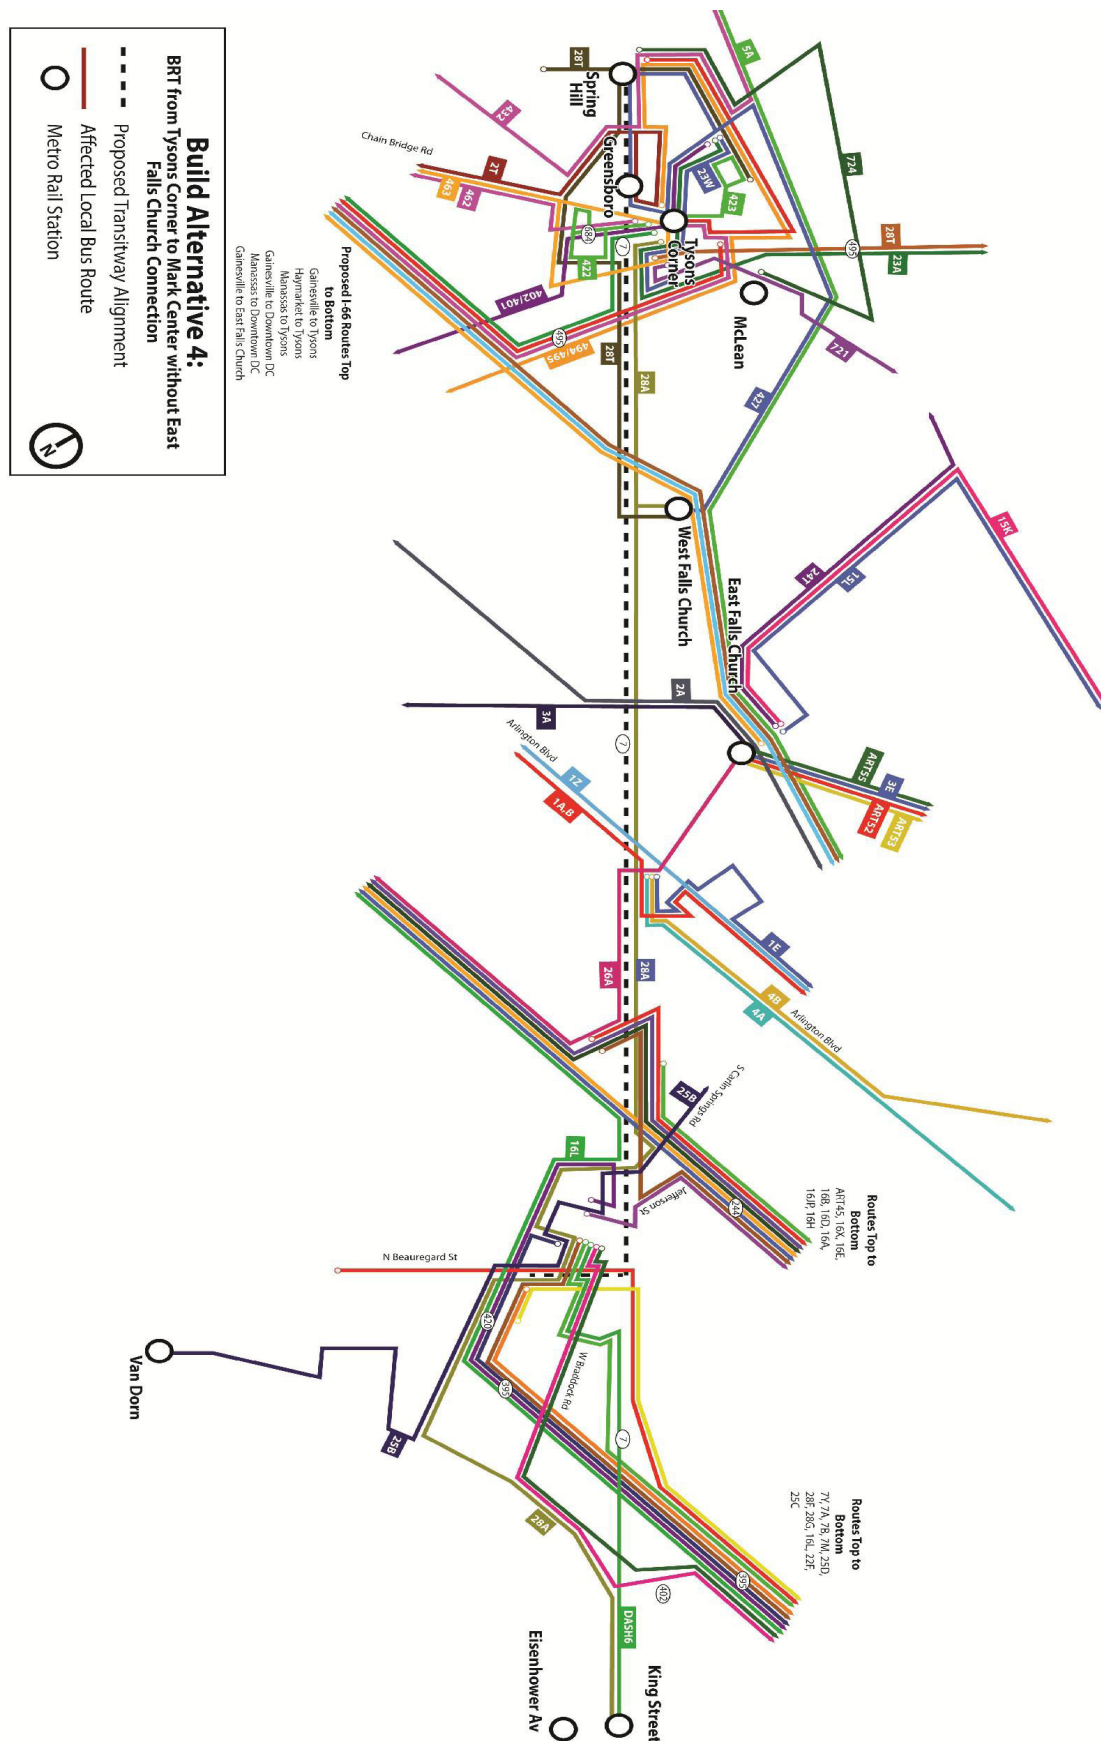 Build Alternative 4:
BRT from Tysons Corner to Mark Center without East
Falls Church Connection
Proposed Transitway Alignment
Affected Local Bus Route
Metro Rail Station
N
Proposed I-66 Routes Top
to Bottom
Gainesville to Tysons
Haymarket to Tysons
Manassas to Tysons
Gainesville to Downtown DC
Manassas to Downtown DC
Gainesville to East Falls Church
5A
28T
Spring
Hill
432
Chain Bridge Rd
2T
463
462
Greensboro
23W
423
724
Tysons
Corner
684
422
7
402/401
495
28T
23A
McLean
721
495
494/495
28T
28A
427
West Falls Church
15K
24T
15L
East Falls Church
2A
3A
7
Arlington Blvd
1Z
1A,B
ART55
3E
ART52
ART53
1E
26A
28A
4B
4A
Arlington Blvd
S Carlin Springs Rd
25B
16L
Jefferson St
244
Routes Top to
Bottom
ART45, 16X, 16E,
16B, 16D, 16A,
16JP, 16H
N Beauregard St
420
395
W Braddock Rd
7
Van Dorn
25B
28A
Routes Top to
Bottom
7Y, 7A, 7B, 7M, 25D,
28F, 28G, 16L, 22F,
25C
395
402
DASH6
King Street
Eisenhower Av